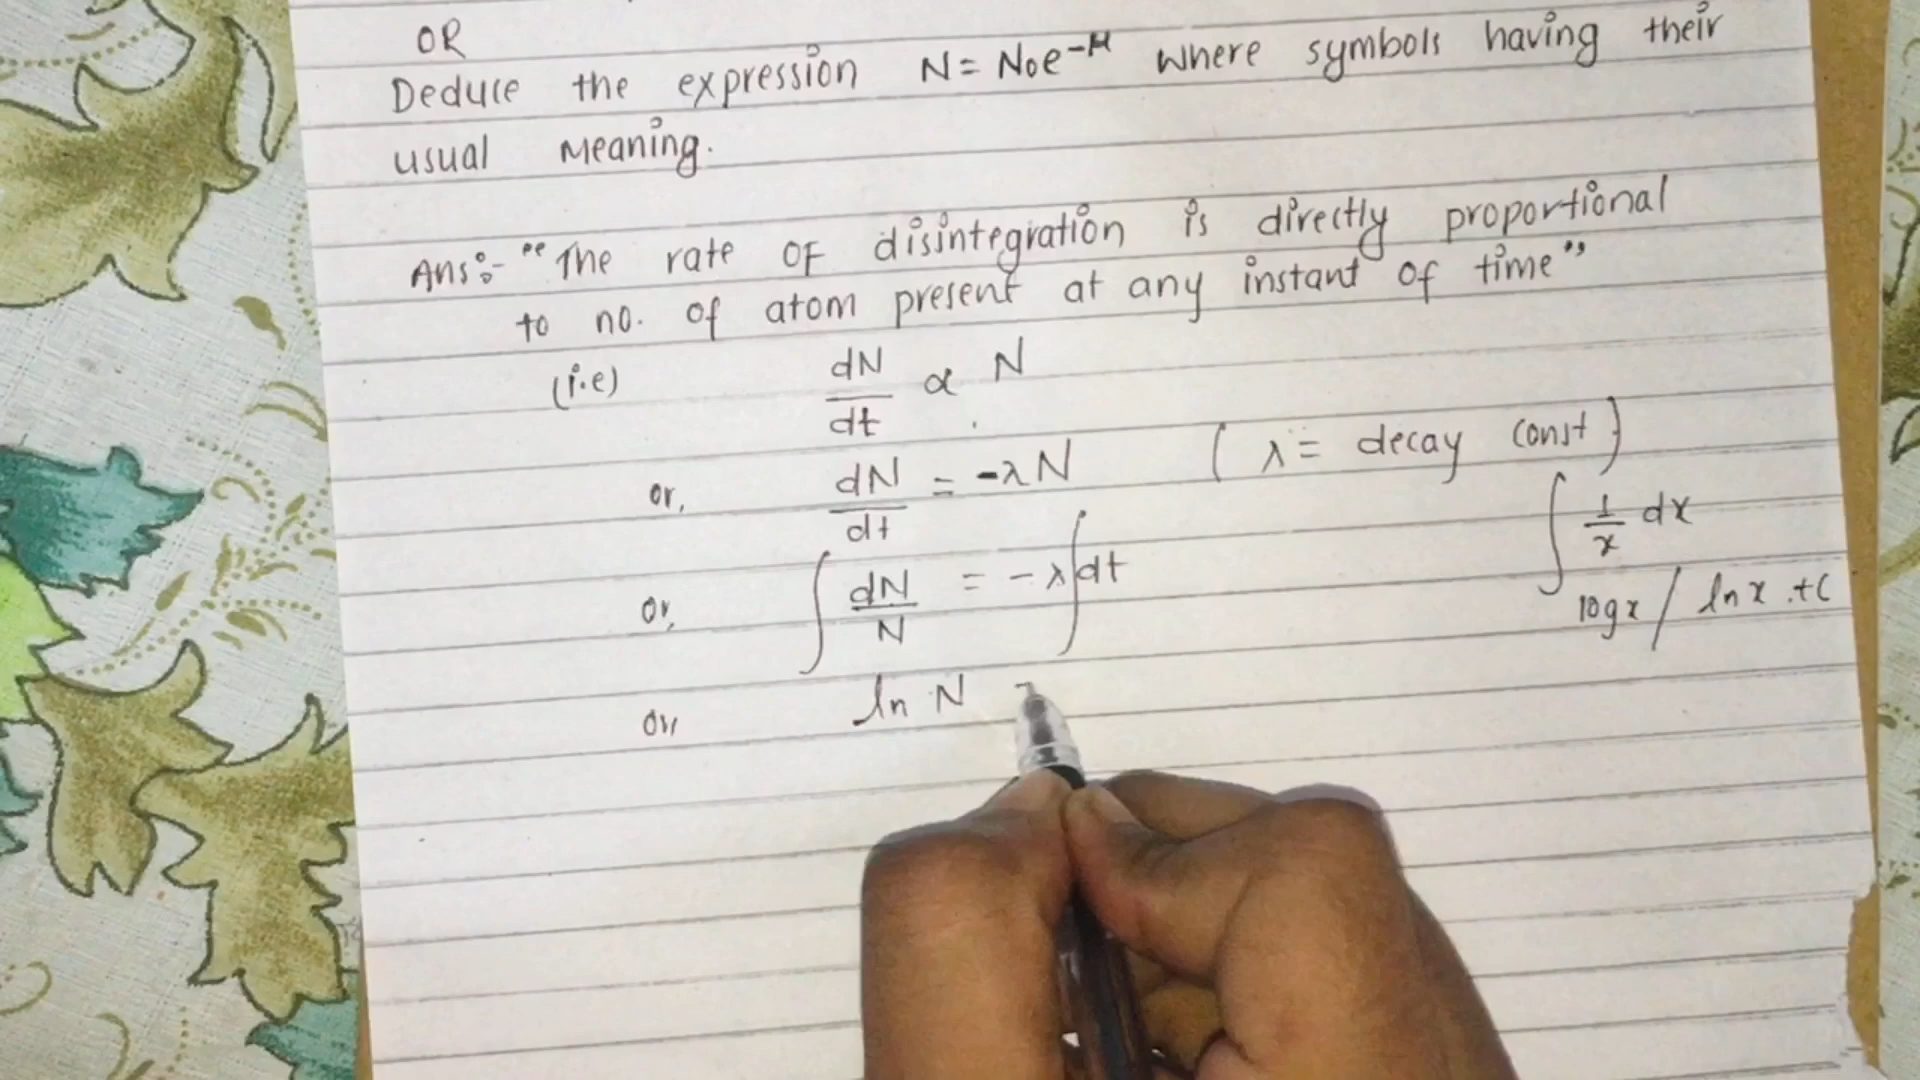 OR
Deduce the expression N = N₀e^-λt where symbols having their
usual meaning.
Ans:- "The rate of disintegration is directly proportional
to no. of atom present at any instant of time"
(i.e) dN/dt ∝ N
or, dN/dt = -λN (λ = decay const)
or, ∫ dN/N = -λ∫dt
∫ 1/x dx
logx / ln x + C
or, ln N =